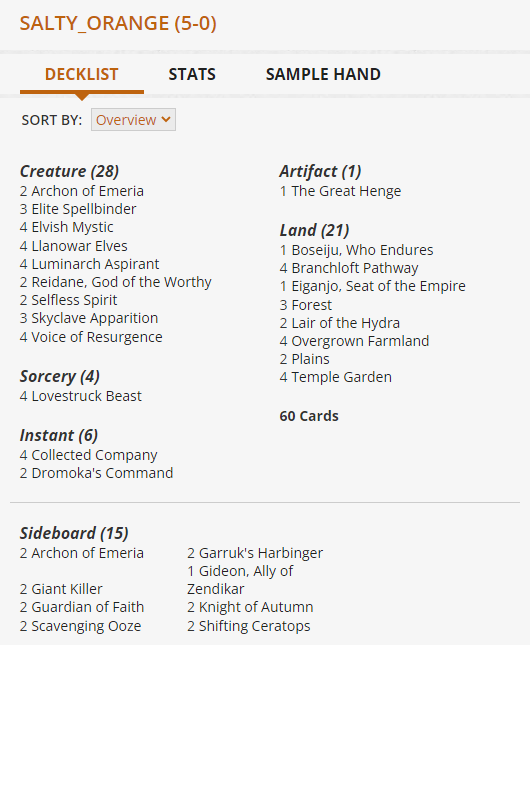 SALTY_ORANGE (5-0)
DECKLIST STATS SAMPLE HAND
SORT BY: Overview
Creature (28)
2 Archon of Emeria
3 Elite Spellbinder
4 Elvish Mystic
4 Llanowar Elves
4 Luminarch Aspirant
2 Reidane, God of the Worthy
2 Selfless Spirit
3 Skyclave Apparition
4 Voice of Resurgence
Sorcery (4)
4 Lovestruck Beast
Instant (6)
4 Collected Company
2 Dromoka's Command
Artifact (1)
1 The Great Henge
Land (21)
1 Boseiju, Who Endures
4 Branchloft Pathway
1 Eiganjo, Seat of the Empire
3 Forest
2 Lair of the Hydra
4 Overgrown Farmland
2 Plains
4 Temple Garden
60 Cards
Sideboard (15)
2 Archon of Emeria
2 Giant Killer
2 Guardian of Faith
2 Scavenging Ooze
2 Garruk's Harbinger
1 Gideon, Ally of
Zendikar
2 Knight of Autumn
2 Shifting Ceratops